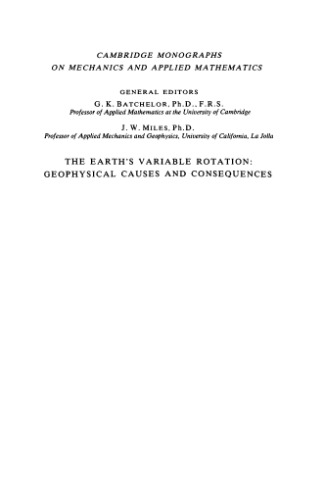 CAMBRIDGE MONOGRAPHS
ON MECHANICS AND APPLIED MATHEMATICS
GENERAL EDITORS
G. K. BATCHELOR, Ph.D., F.R.S.
Professor of Applied Mathematics at the University of Cambridge
J. W. MILES, Ph.D.
Professor of Applied Mechanics and Geophysics, University of California, La Jolla
THE EARTH'S VARIABLE ROTATION:
GEOPHYSICAL CAUSES AND CONSEQUENCES